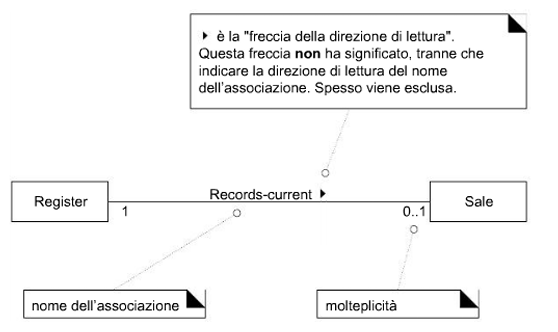 ▶ è la "freccia della direzione di lettura".
Questa freccia non ha significato, tranne che
indicare la direzione di lettura del nome
dell'associazione. Spesso viene esclusa.
Register
Records-current ▶
Sale
1
0..1
nome dell'associazione
molteplicità